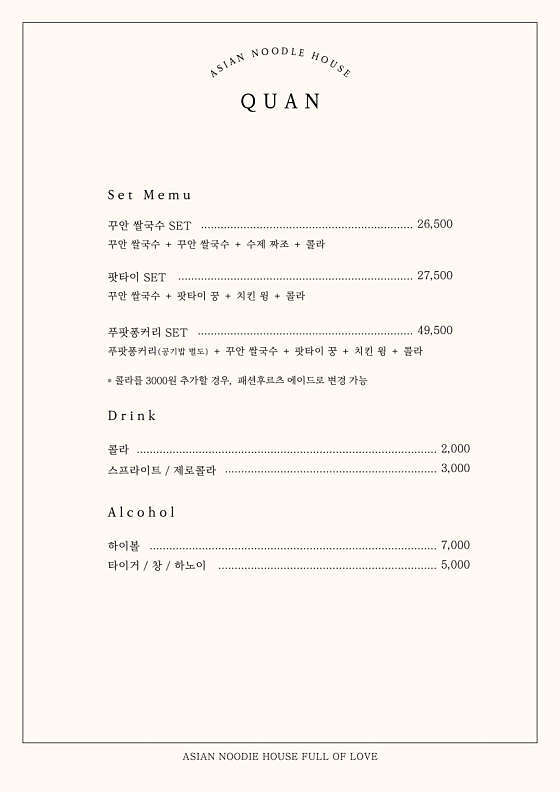 ASIAN NOODLE HOUSE
QUAN
Set Memu
꾸안 쌀국수 SET 26,500
꾸안 쌀국수 + 꾸안 쌀국수 + 수제 짜조 + 콜라
팟타이 SET 27,500
꾸안 쌀국수 + 팟타이 꿍 + 치킨 윙 + 콜라
푸팟퐁커리 SET 49,500
푸팟퐁커리(공기밥 별도) + 꾸안 쌀국수 + 팟타이 꿍 + 치킨 윙 + 콜라
* 콜라를 3000원 추가할 경우, 패션후르츠 에이드로 변경 가능
Drink
콜라 2,000
스프라이트 / 제로콜라 3,000
Alcohol
하이볼 7,000
타이거 / 창 / 하노이 5,000
ASIAN NOODIE HOUSE FULL OF LOVE